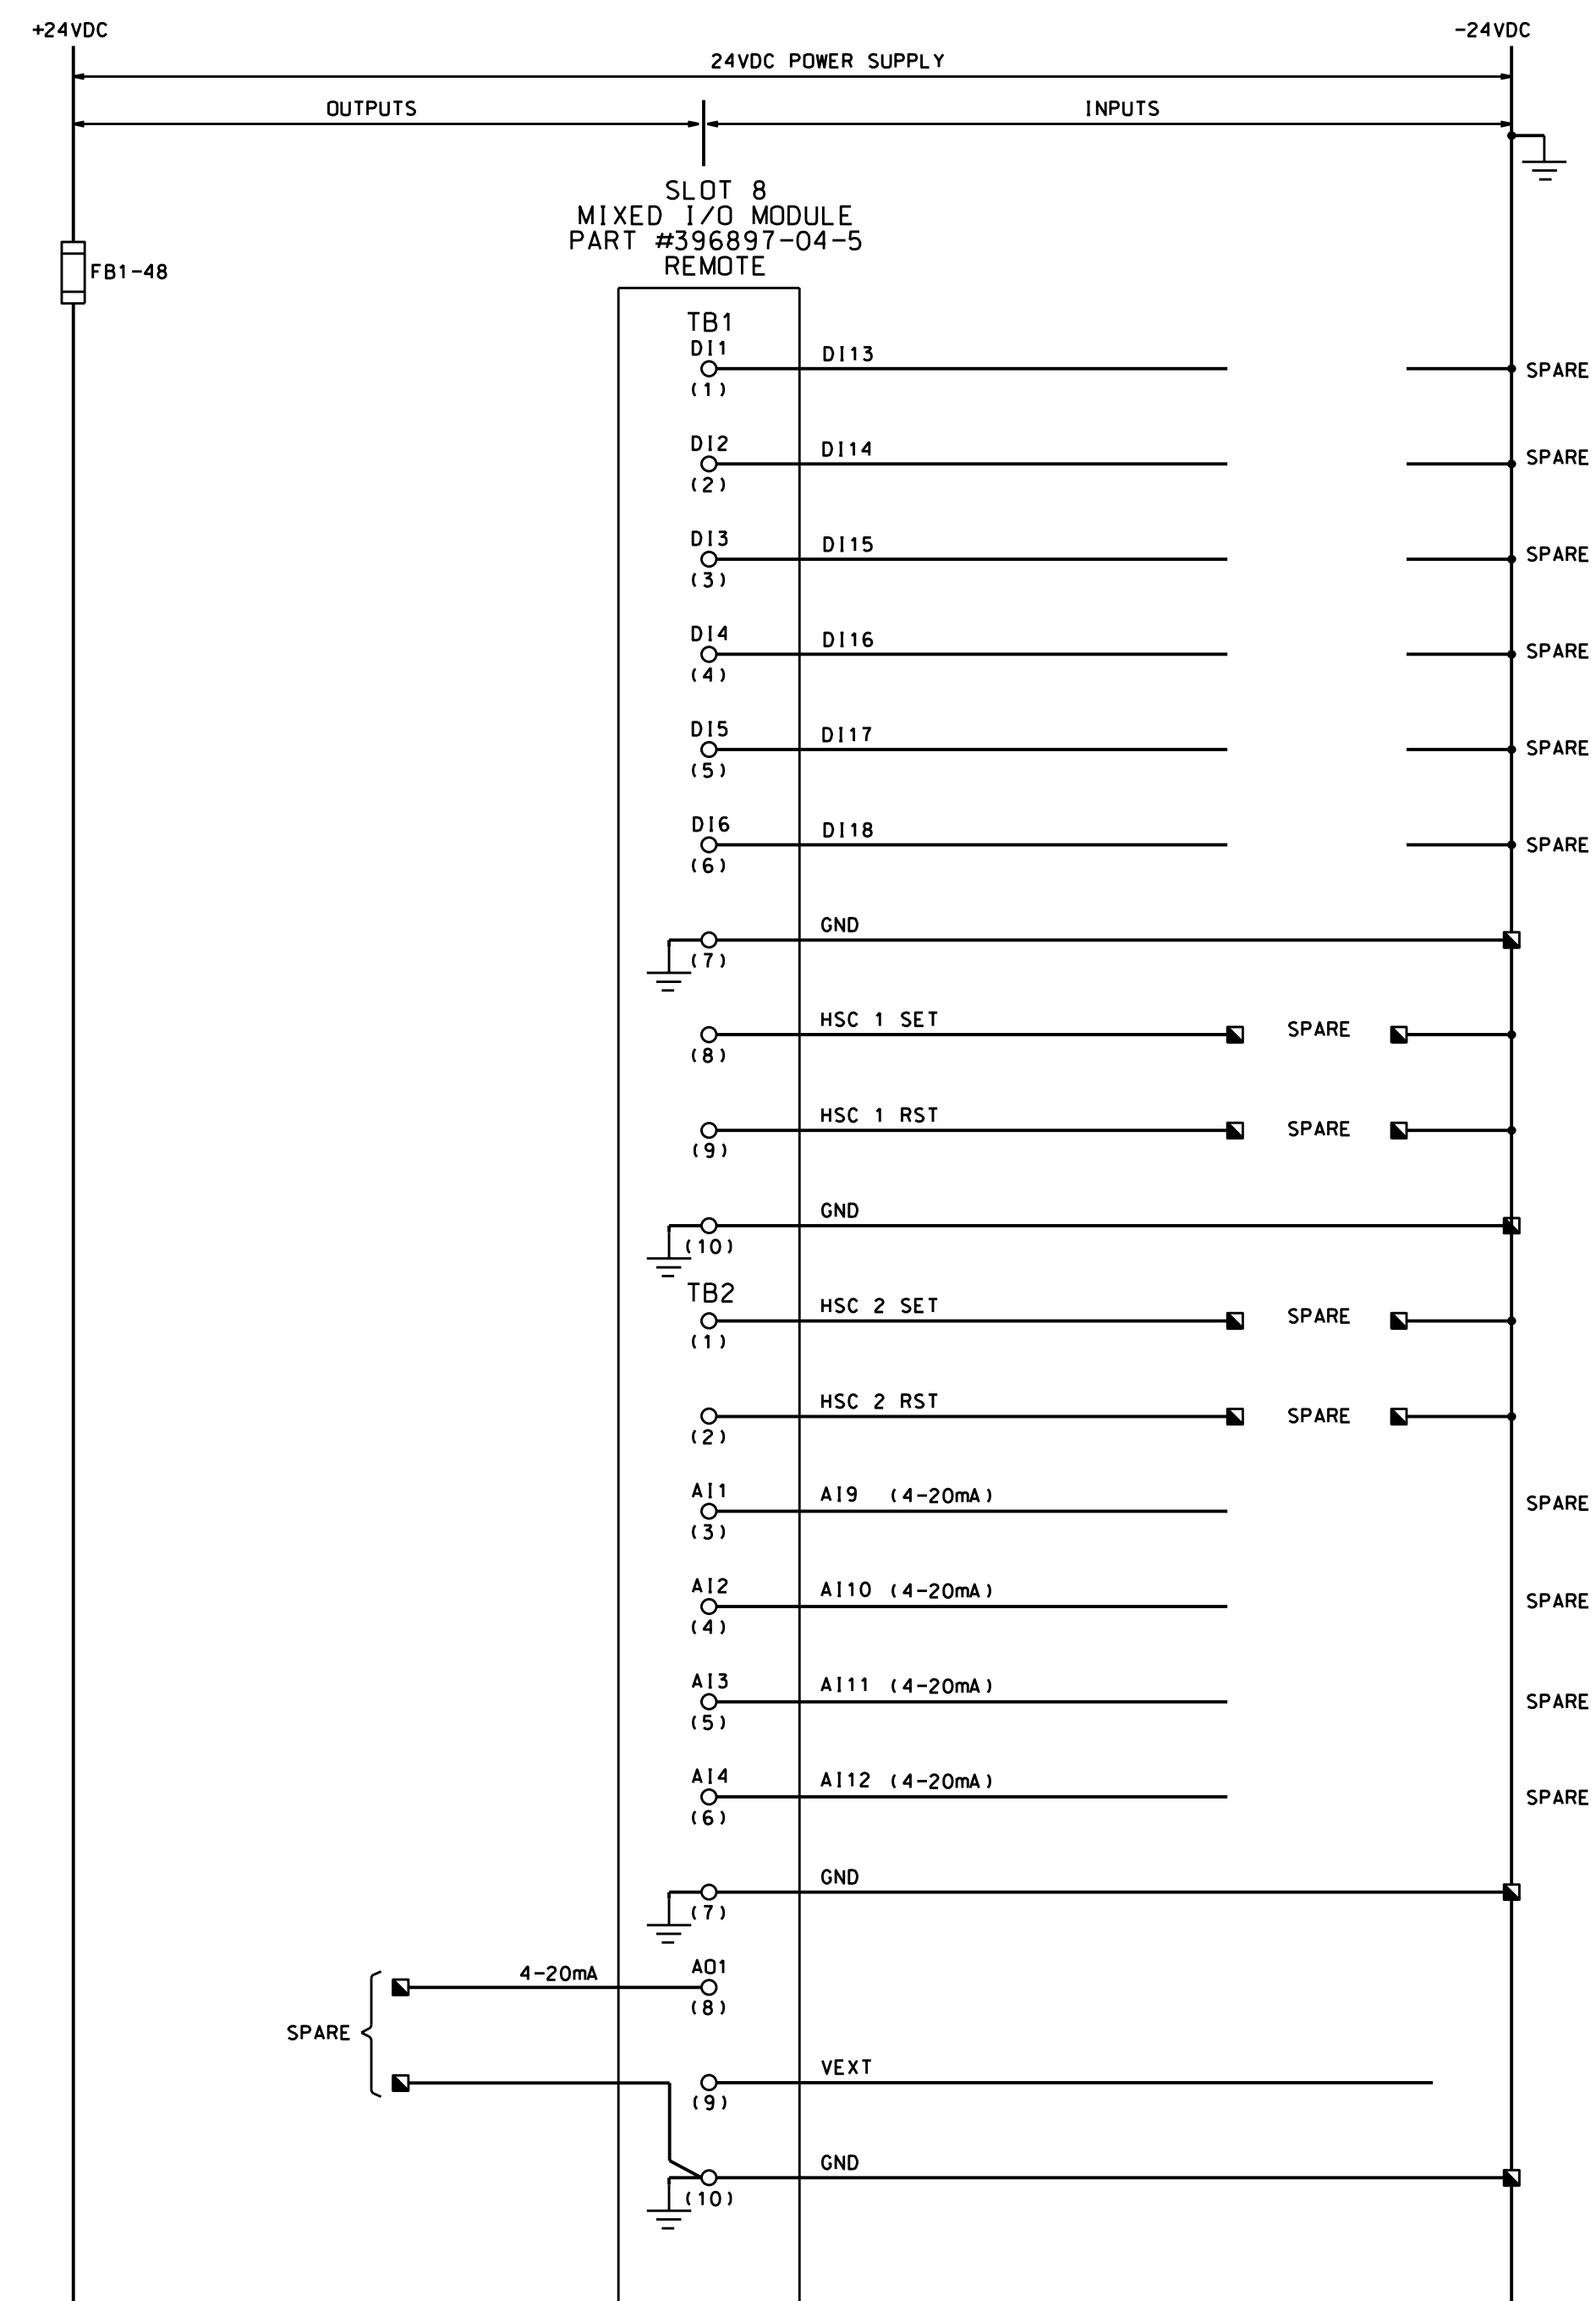 +24VDC
-24VDC
24VDC POWER SUPPLY
OUTPUTS
INPUTS
SLOT 8
MIXED I/O MODULE
PART #396897-04-5
REMOTE
FB1-48
TB1
DI1
DI13
(1)
SPARE
DI2
DI14
(2)
SPARE
DI3
DI15
(3)
SPARE
DI4
DI16
(4)
SPARE
DI5
DI17
(5)
SPARE
DI6
DI18
(6)
SPARE
GND
(7)
HSC 1 SET
SPARE
(8)
HSC 1 RST
SPARE
(9)
GND
(10)
TB2
HSC 2 SET
SPARE
(1)
HSC 2 RST
SPARE
(2)
AI1
AI9 (4-20mA)
SPARE
(3)
AI2
AI10 (4-20mA)
SPARE
(4)
AI3
AI11 (4-20mA)
SPARE
(5)
AI4
AI12 (4-20mA)
SPARE
(6)
GND
(7)
4-20mA
AO1
(8)
SPARE
VEXT
(9)
GND
(10)